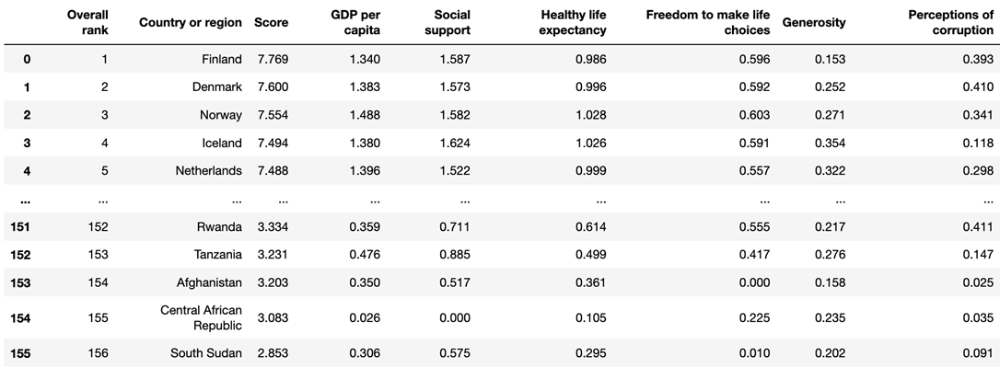 Overall rank Country or region Score GDP per capita Social support Healthy life expectancy Freedom to make life choices Generosity Perceptions of corruption
0 1 Finland 7.769 1.340 1.587 0.986 0.596 0.153 0.393
1 2 Denmark 7.600 1.383 1.573 0.996 0.592 0.252 0.410
2 3 Norway 7.554 1.488 1.582 1.028 0.603 0.271 0.341
3 4 Iceland 7.494 1.380 1.624 1.026 0.591 0.354 0.118
4 5 Netherlands 7.488 1.396 1.522 0.999 0.557 0.322 0.298
... ... ... ... ... ... ... ... ... ...
151 152 Rwanda 3.334 0.359 0.711 0.614 0.555 0.217 0.411
152 153 Tanzania 3.231 0.476 0.885 0.499 0.417 0.276 0.147
153 154 Afghanistan 3.203 0.350 0.517 0.361 0.000 0.158 0.025
154 155 Central African Republic 3.083 0.026 0.000 0.105 0.225 0.235 0.035
155 156 South Sudan 2.853 0.306 0.575 0.295 0.010 0.202 0.091